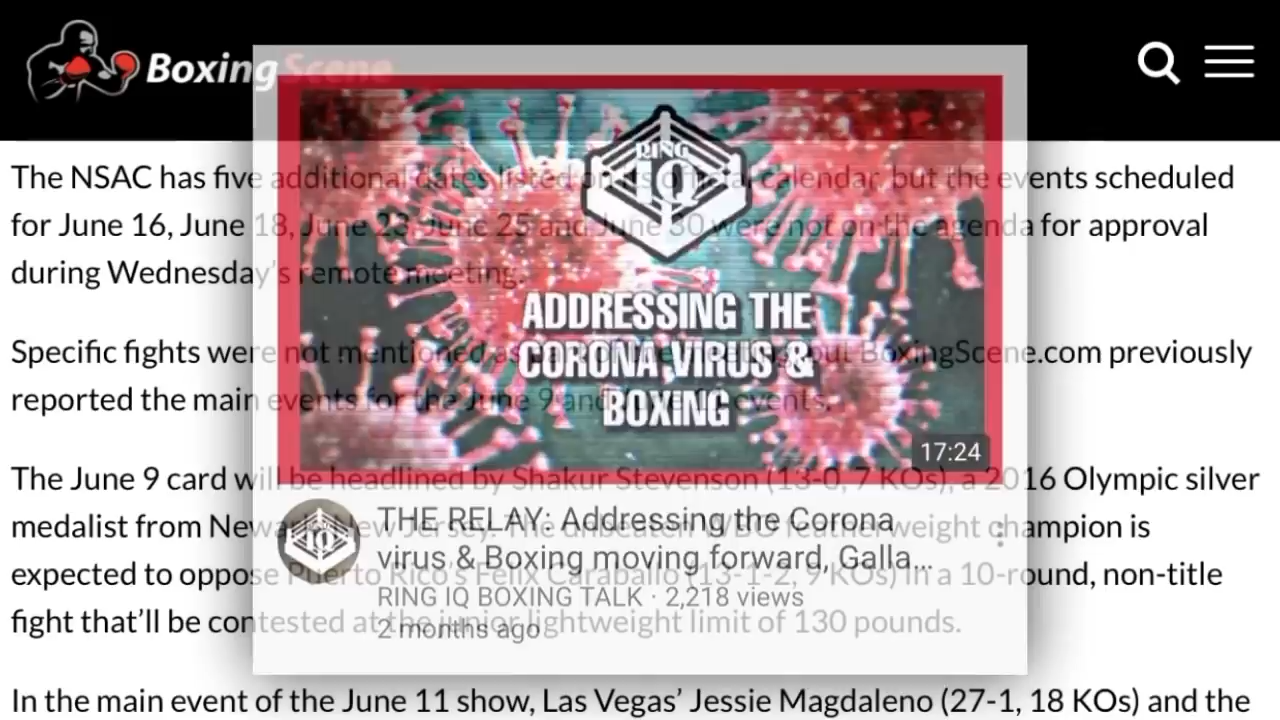 BoxingScene
The NSAC has five additional dates listed on its official calendar, but the events scheduled
for June 16, June 18, June 23, June 25 and June 30 were not on the agenda for approval
during Wednesday's remote meeting.
Specific fights were not mentioned as part of the meeting, but BoxingScene.com previously
reported the main events for the June 9 and events.
The June 9 card will be headlined by Shakur Stevenson (13-0, 7 KOs), a 2016 Olympic silver
medalist from Newark, New Jersey. The unbeaten WBO featherweight champion is
expected to oppose Puerto Rico's Felix Caraballo (13-1-2, 9 KOs) in a 10-round, non-title
fight that'll be contested at the junior lightweight limit of 130 pounds.
In the main event of the June 11 show, Las Vegas' Jessie Magdaleno (27-1, 18 KOs) and the
RING
IQ
ADDRESSING THE
CORONA VIRUS &
BOXING
17:24
THE RELAY: Addressing the Corona
virus & Boxing moving forward, Galla...
RING IQ BOXING TALK · 2,218 views
2 months ago